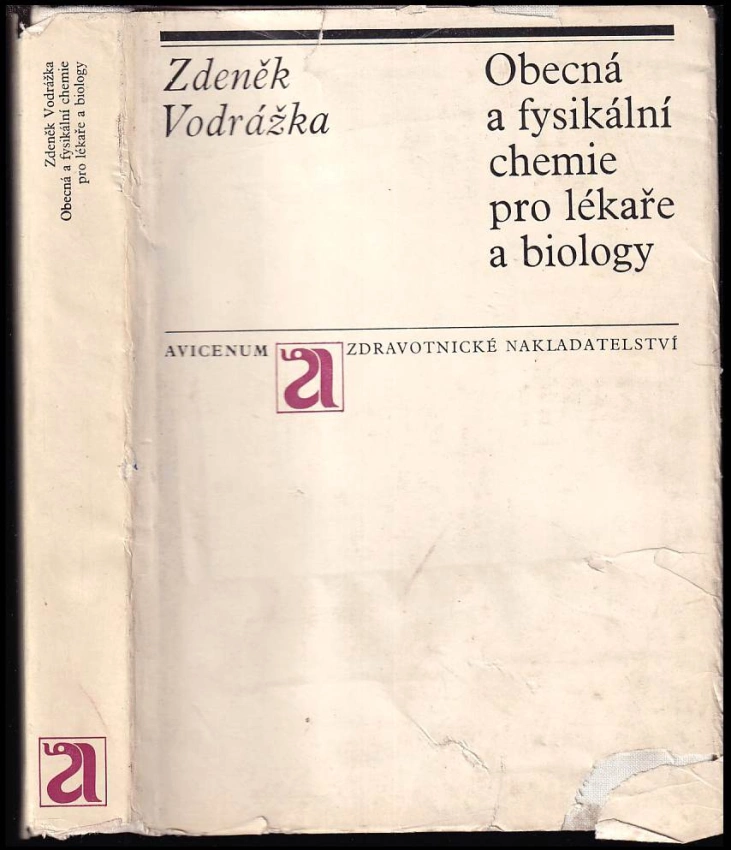 Zdeněk Vodrážka
Obecná a fysikální chemie
pro lékaře a biology
Zdeněk
Vodrážka
Obecná
a fysikální
chemie
pro lékaře
a biology
AVICENUM a ZDRAVOTNICKÉ NAKLADATELSTVÍ
a